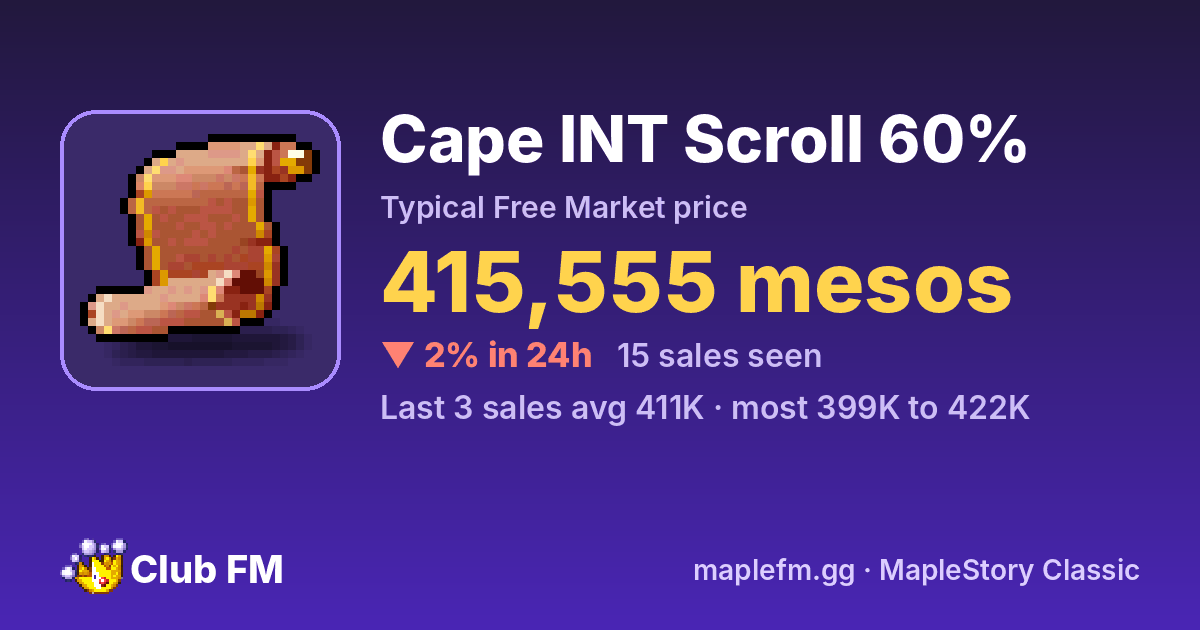 Cape INT Scroll 60%
Typical Free Market price
415,555 mesos
▼ 2% in 24h 15 sales seen
Last 3 sales avg 411K · most 399K to 422K
Club FM
maplefm.gg · MapleStory Classic